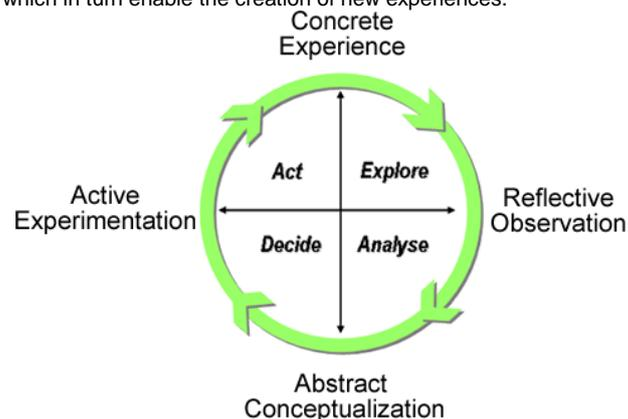 which in turn enable the creation of new experiences.
Concrete
Experience
Act
Explore
Active
Experimentation
Reflective
Observation
Decide
Analyse
Abstract
Conceptualization